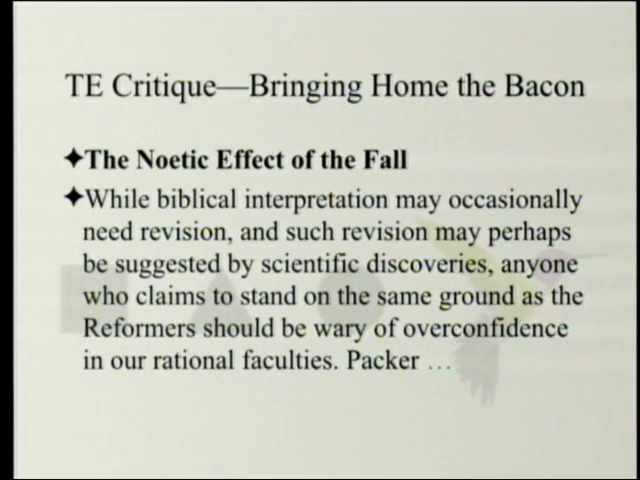 TE Critique—Bringing Home the Bacon
✦The Noetic Effect of the Fall
✦While biblical interpretation may occasionally
need revision, and such revision may perhaps
be suggested by scientific discoveries, anyone
who claims to stand on the same ground as the
Reformers should be wary of overconfidence
in our rational faculties. Packer …